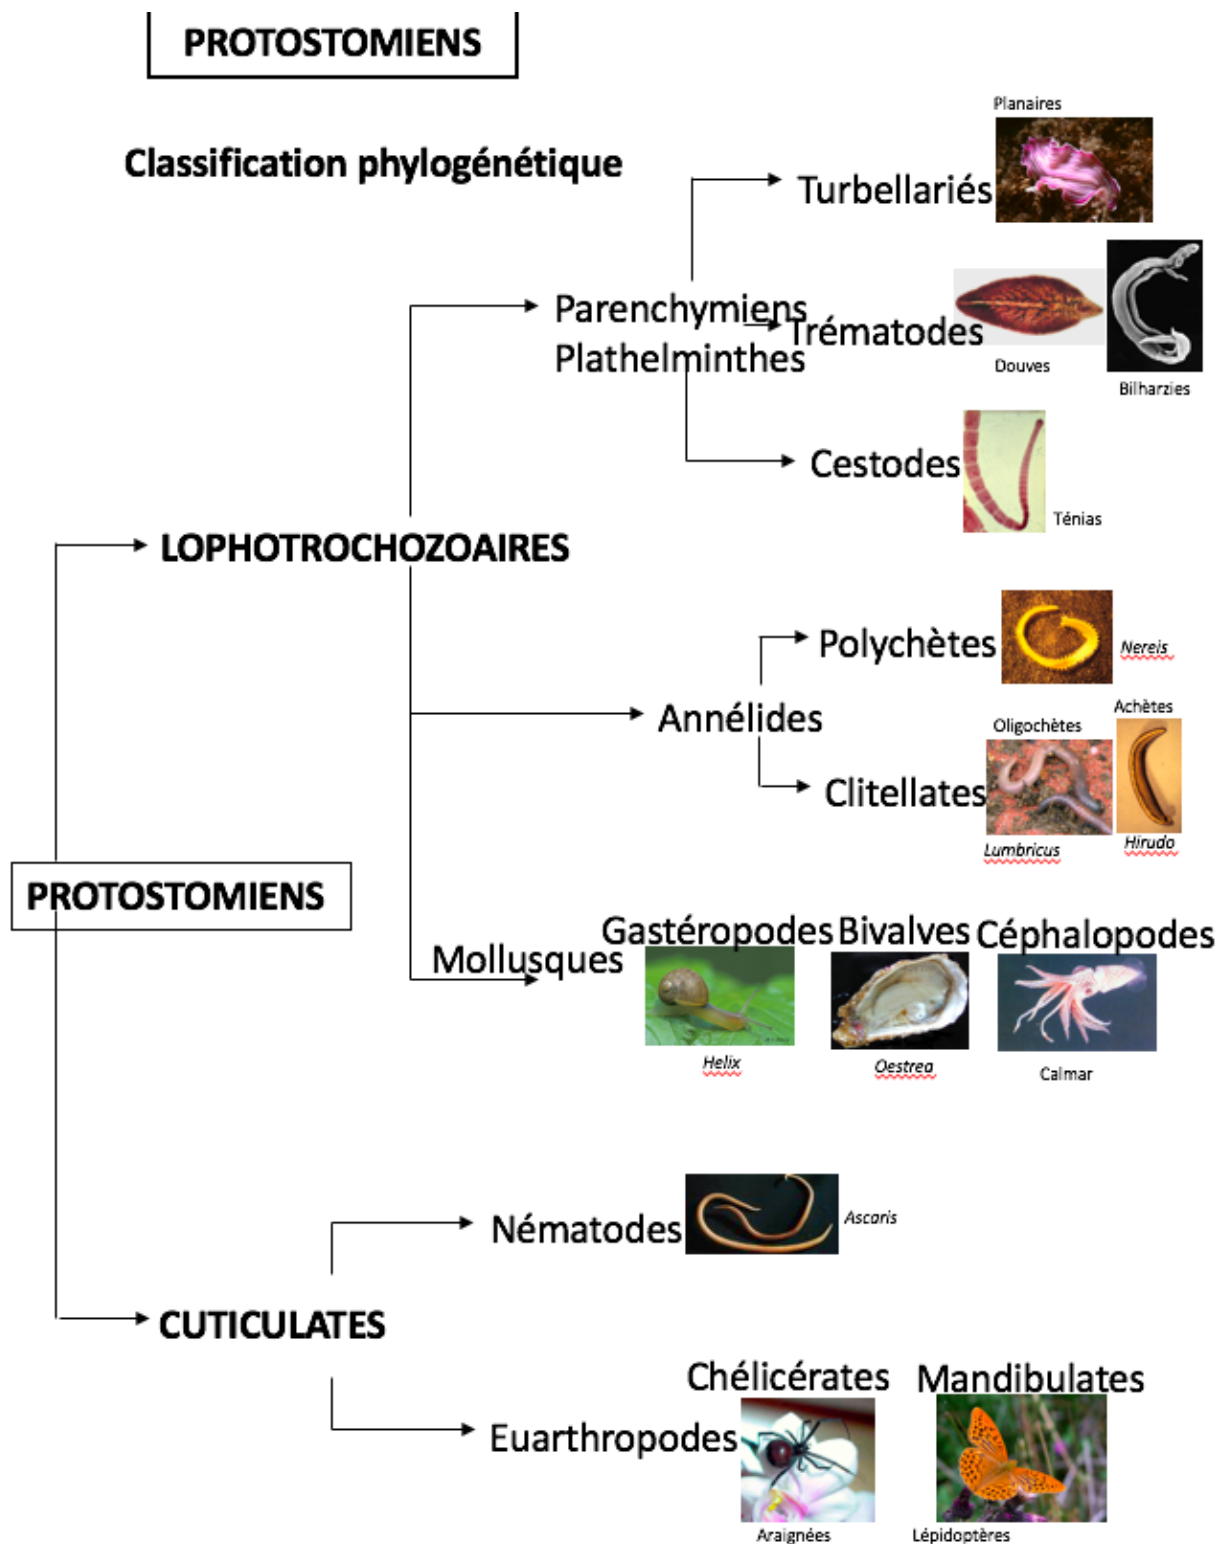 PROTOSTOMIENS
Classification phylogénétique
Planaires
Turbellariés
Parenchymiens
Plathelminthes
Trématodes
Douves
Bilharzies
Cestodes
Ténias
LOPHOTROCHOZOAIRES
Polychètes
Nereis
Annélides
Achètes
Oligochètes
Clitellates
Lumbricus
Hirudo
PROTOSTOMIENS
Mollusques
Gastéropodes
Bivalves
Céphalopodes
Helix
Oestrea
Calmar
Nématodes
Ascaris
CUTICULATES
Chélicérates
Mandibulates
Euarthropodes
Araignées
Lépidoptères